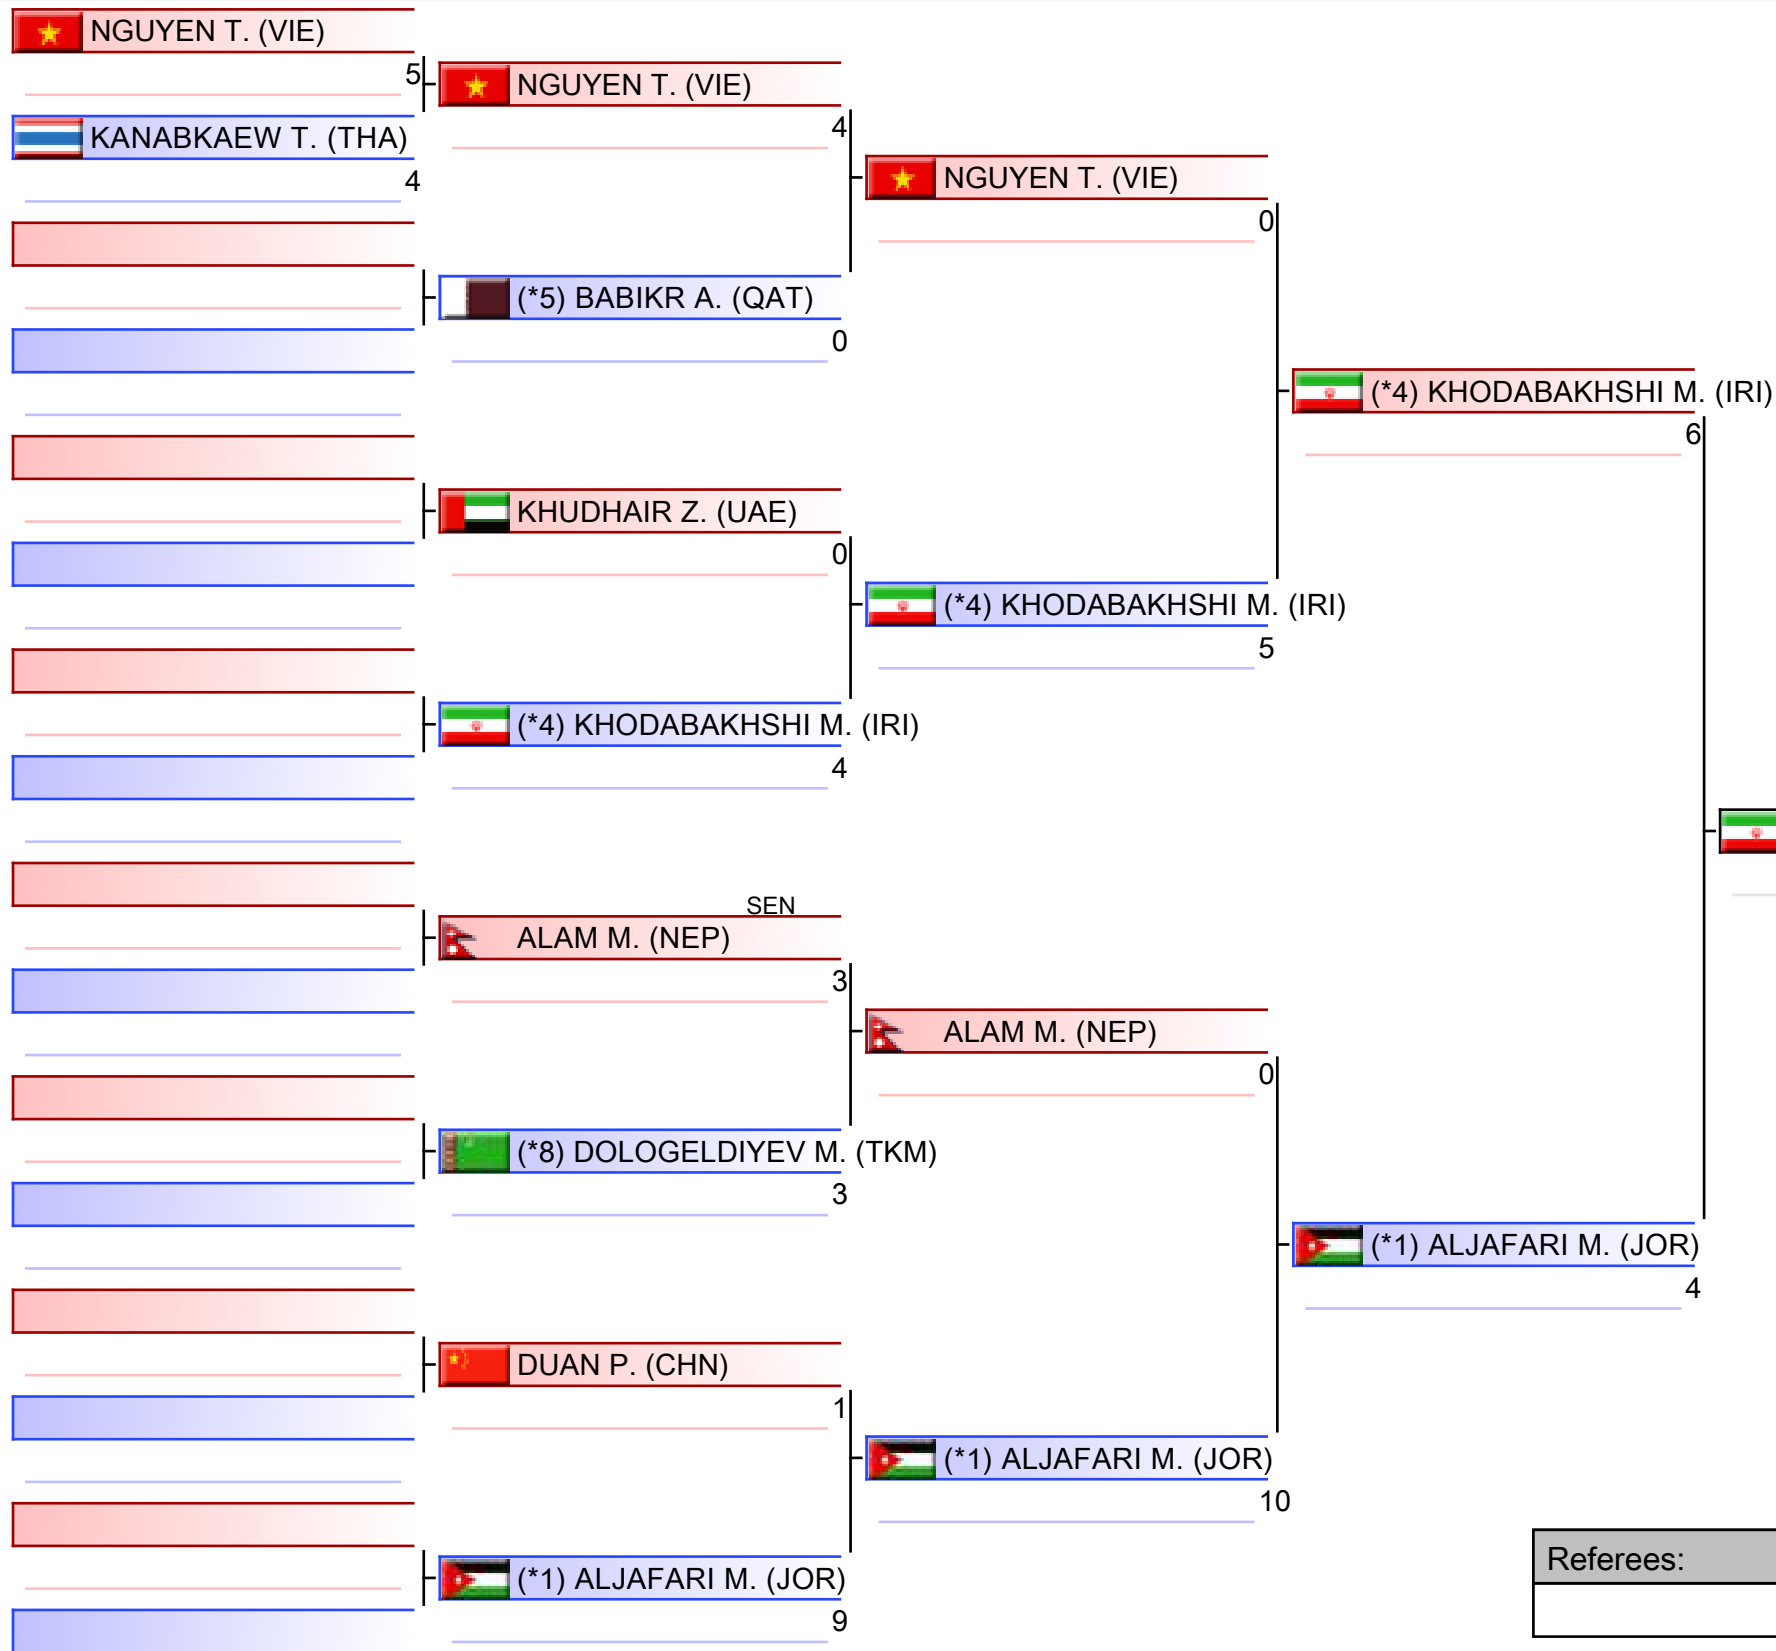 NGUYEN T. (VIE)
5
KANABKAEW T. (THA)
4
NGUYEN T. (VIE)
4
(*5) BABIKR A. (QAT)
0
KHUDHAIR Z. (UAE)
0
(*4) KHODABAKHSHI M. (IRI)
4
SEN
ALAM M. (NEP)
3
(*8) DOLOGELDIYEV M. (TKM)
3
DUAN P. (CHN)
1
(*1) ALJAFARI M. (JOR)
9
NGUYEN T. (VIE)
0
(*4) KHODABAKHSHI M. (IRI)
5
ALAM M. (NEP)
0
(*1) ALJAFARI M. (JOR)
10
(*4) KHODABAKHSHI M. (IRI)
6
(*1) ALJAFARI M. (JOR)
4
Referees: